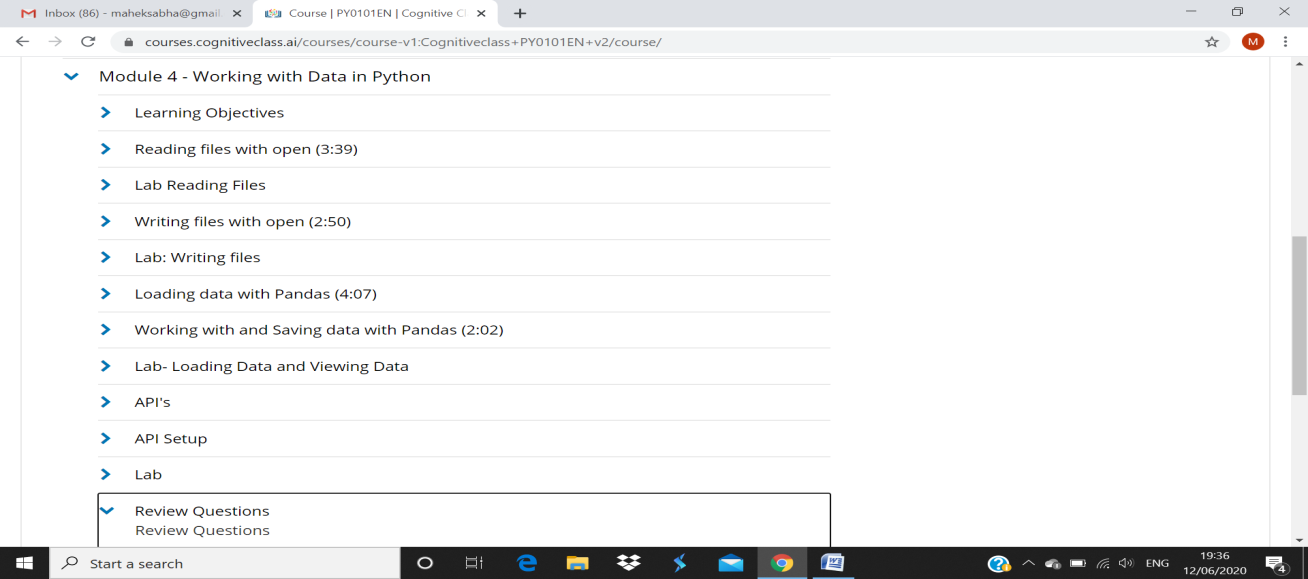 Inbox (86) - maheksabha@gmail
Course | PY0101EN | Cognitive Cl
courses.cognitiveclass.ai/courses/course-v1:Cognitiveclass+PY0101EN+v2/course/
M
Module 4 - Working with Data in Python
Learning Objectives
Reading files with open (3:39)
Lab Reading Files
Writing files with open (2:50)
Lab: Writing files
Loading data with Pandas (4:07)
Working with and Saving data with Pandas (2:02)
Lab- Loading Data and Viewing Data
API's
API Setup
Lab
Review Questions
Review Questions
Start a search
ENG
19:36
12/06/2020
4